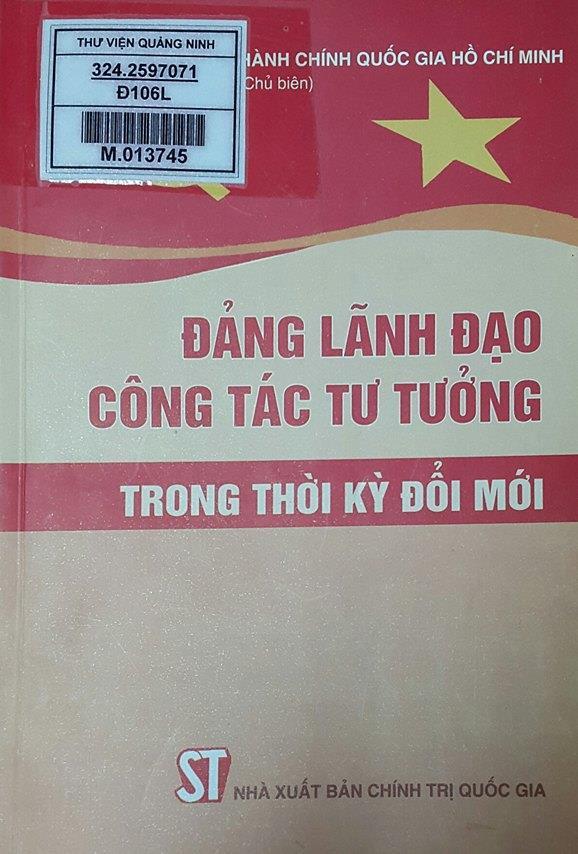 THƯ VIỆN QUẢNG NINH
324.2597071
Đ106L
M.013745
HÀNH CHÍNH QUỐC GIA HỒ CHÍ MINH
Chủ biên)
ĐẢNG LÃNH ĐẠO
CÔNG TÁC TƯ TƯỞNG
TRONG THỜI KỲ ĐỔI MỚI
ST NHÀ XUẤT BẢN CHÍNH TRỊ QUỐC GIA